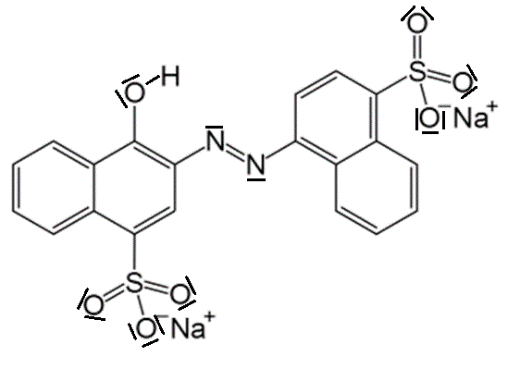 O
O H
S O
O⁻ Na⁺
N
N
S
O O
O⁻ Na⁺